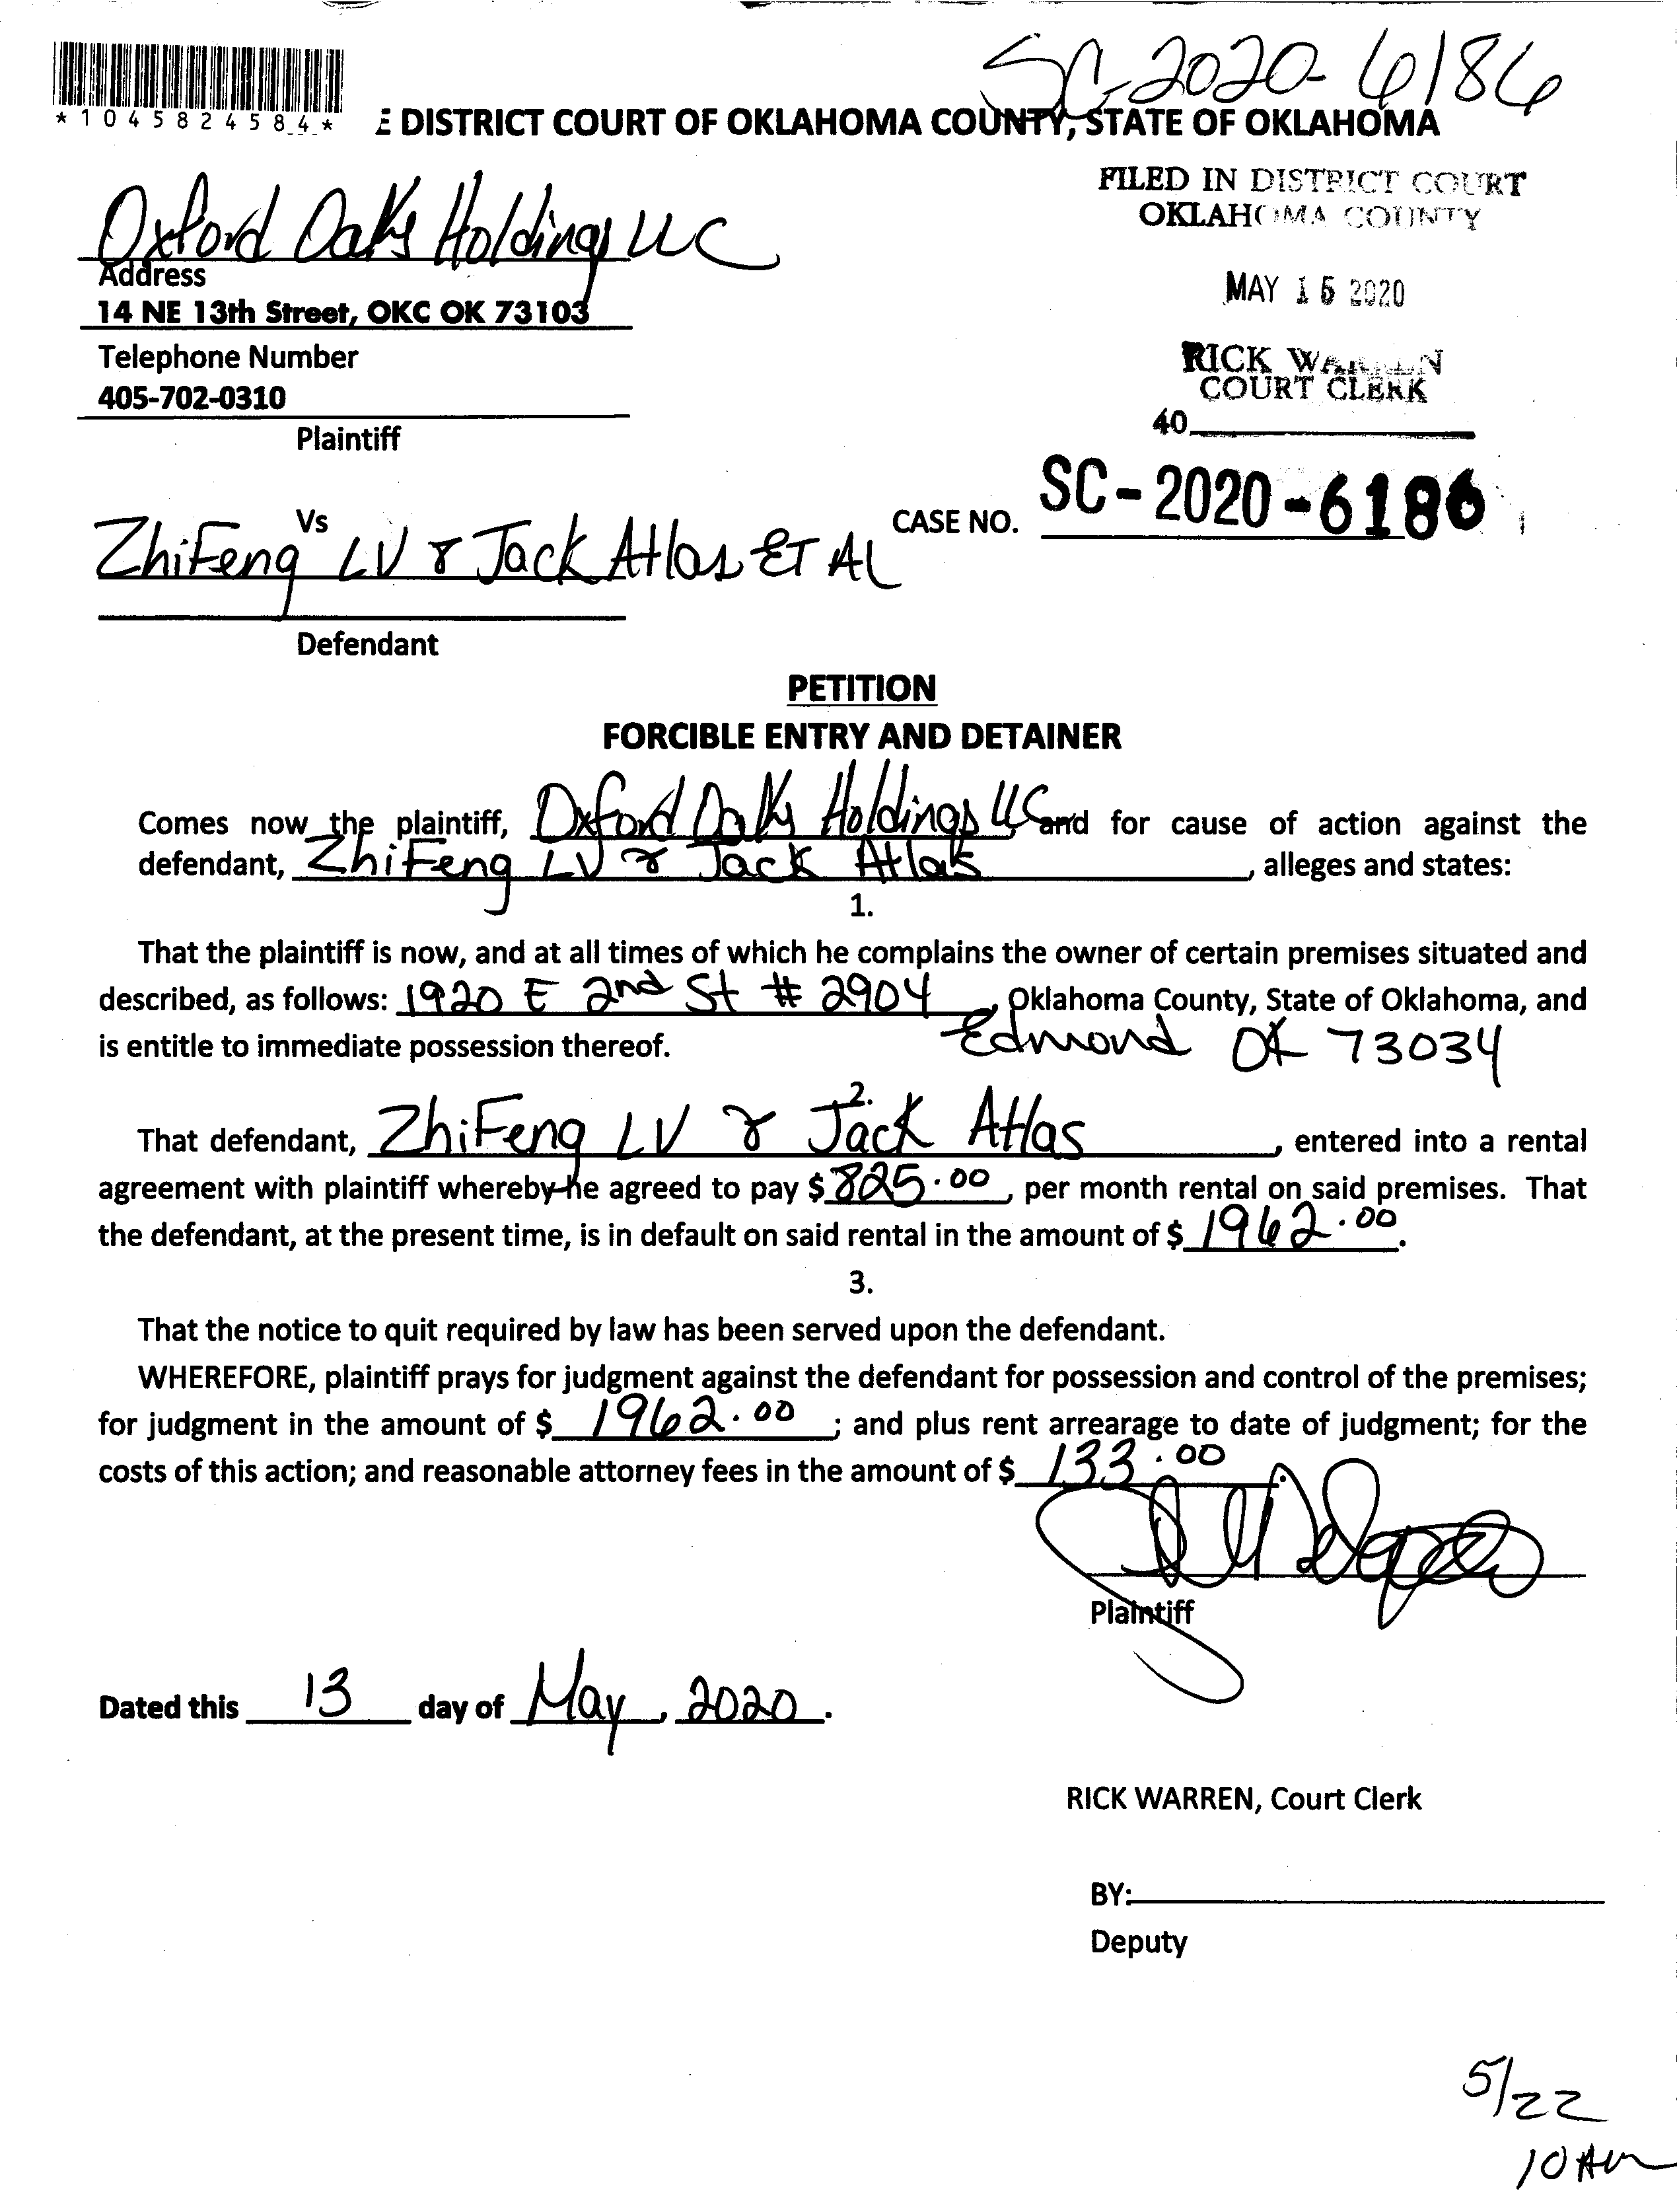 SC-2020-6186
*1045824584*
E DISTRICT COURT OF OKLAHOMA COUNTY, STATE OF OKLAHOMA
FILED IN DISTRICT COURT
OKLAHOMA COUNTY
Oxford Oaks Holdings LLC
Address
14 NE 13th Street, OKC OK 73103
MAY 15 2020
Telephone Number
RICK WARREN
COURT CLERK
405-702-0310
40
Plaintiff
Vs
CASE NO. SC-2020-6186
ZhiFeng LV & Jack Atlas ET AL
Defendant
PETITION
FORCIBLE ENTRY AND DETAINER
Comes now the plaintiff, Oxford Oaks Holdings LLC and for cause of action against the
defendant, ZhiFeng LV & Jack Atlas, alleges and states:
1.
That the plaintiff is now, and at all times of which he complains the owner of certain premises situated and
described, as follows: 1920 E 2nd St # 2904, Oklahoma County, State of Oklahoma, and
is entitle to immediate possession thereof. Edmond OK 73034
2.
That defendant, ZhiFeng LV & Jack Atlas, entered into a rental
agreement with plaintiff whereby he agreed to pay $ 825.00, per month rental on said premises. That
the defendant, at the present time, is in default on said rental in the amount of $ 1962.00.
3.
That the notice to quit required by law has been served upon the defendant.
WHEREFORE, plaintiff prays for judgment against the defendant for possession and control of the premises;
for judgment in the amount of $ 1962.00; and plus rent arrearage to date of judgment; for the
costs of this action; and reasonable attorney fees in the amount of $ 133.00.
Plaintiff
Dated this 13 day of May, 2020.
RICK WARREN, Court Clerk
BY:
Deputy
5/22
10 AM